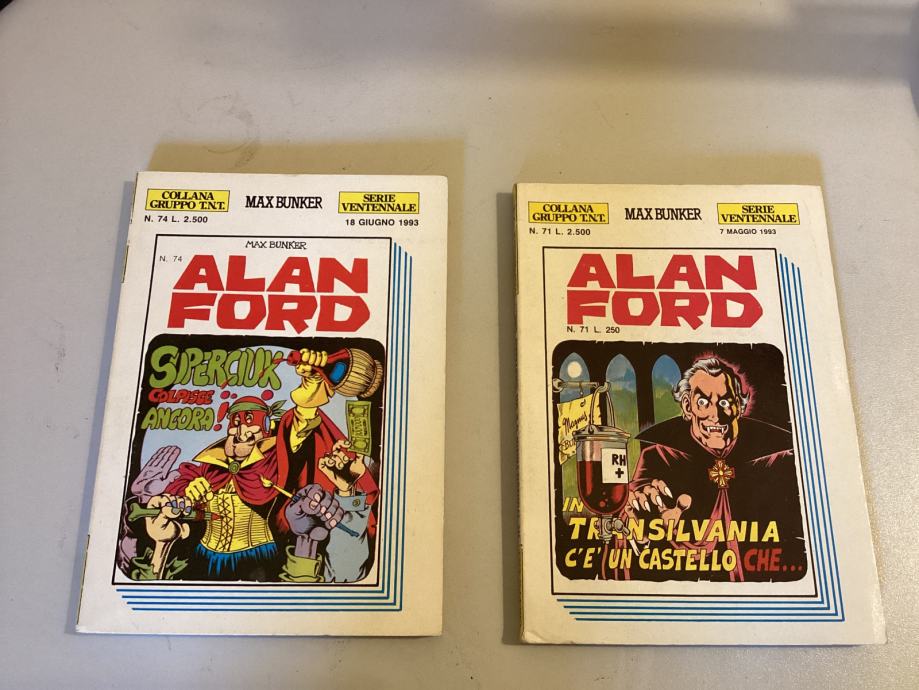 COLLANA
GRUPPO T.N.T.
MAX BUNKER
SERIE
VENTENNALE
N. 74 L. 2.500
18 GIUGNO 1993
MAX BUNKER
N. 74
ALAN
FORD
SUPERCIUK
COLPISCE
ANCORA!
COLLANA
GRUPPO T.N.T.
MAX BUNKER
SERIE
VENTENNALE
N. 71 L. 2.500
7 MAGGIO 1993
ALAN
FORD
N. 71 L. 250
Magnus
RH
+
IN
TRANSILVANIA
C'E' UN CASTELLO CHE...